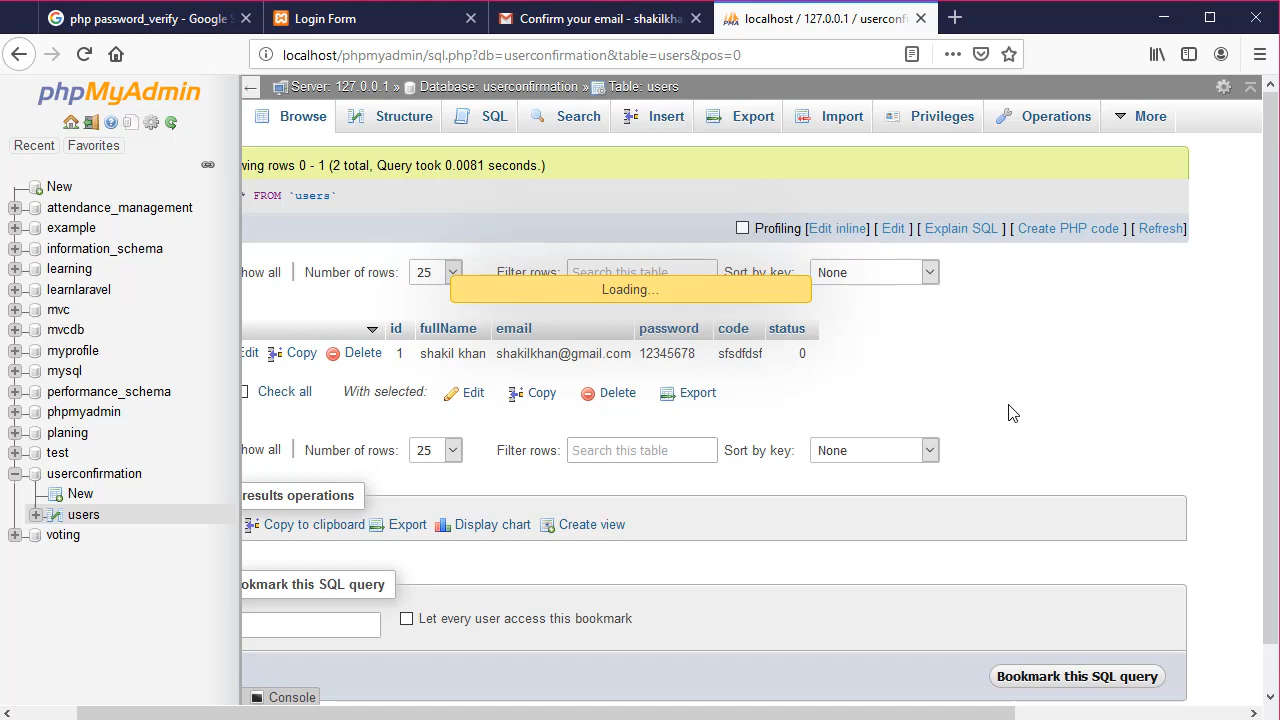 php password_verify - Google S
Login Form
Confirm your email - shakilkha
localhost / 127.0.0.1 / userconfi
localhost/phpmyadmin/sql.php?db=userconfirmation&table=users&pos=0
phpMyAdmin
Recent Favorites
New
attendance_management
example
information_schema
learning
learnlaravel
mvc
mvcdb
myprofile
mysql
performance_schema
phpmyadmin
planing
test
userconfirmation
New
users
voting
Server: 127.0.0.1 » Database: userconfirmation » Table: users
Browse Structure SQL Search Insert Export Import Privileges Operations More
wing rows 0 - 1 (2 total, Query took 0.0081 seconds.)
* FROM `users`
Profiling [Edit inline] [ Edit ] [ Explain SQL ] [ Create PHP code ] [ Refresh]
how all Number of rows: 25 Filter rows: Search this table Sort by key: None
Loading…
id fullName email password code status
Edit Copy Delete 1 shakil khan shakilkhan@gmail.com 12345678 sfsdfdsf 0
Check all With selected: Edit Copy Delete Export
how all Number of rows: 25 Filter rows: Search this table Sort by key: None
results operations
Copy to clipboard Export Display chart Create view
okmark this SQL query
Let every user access this bookmark
Bookmark this SQL query
Console